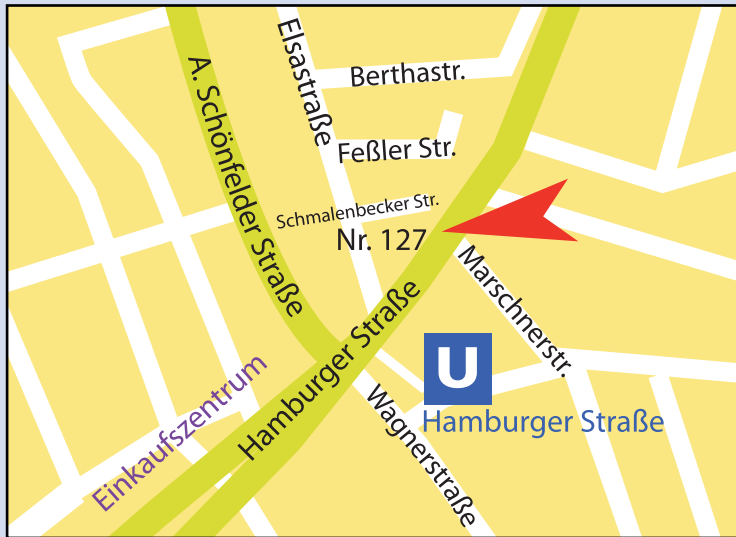 Elsastraße
Berthastr.
A. Schönfelder Straße
Feßler Str.
Schmalenbecker Str.
Nr. 127
Marschnerstr.
Hamburger Straße
U
Einkaufszentrum
Wagnerstraße
Hamburger Straße